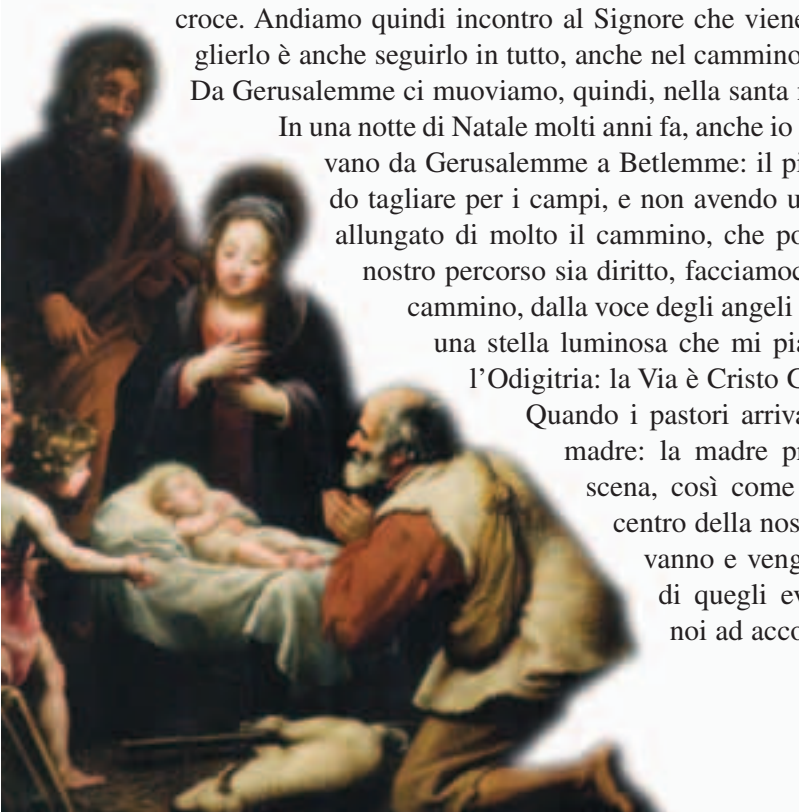 croce. Andiamo quindi incontro al Signore che viene
glierlo è anche seguirlo in tutto, anche nel cammino
Da Gerusalemme ci muoviamo, quindi, nella santa
In una notte di Natale molti anni fa, anche io
vano da Gerusalemme a Betlemme: il pi
do tagliare per i campi, e non avendo u
allungato di molto il cammino, che po
nostro percorso sia diritto, facciamoc
cammino, dalla voce degli angeli
una stella luminosa che mi pia
l’Odigitria: la Via è Cristo
Quando i pastori arriva
madre: la madre pr
scena, così come
centro della nos
vanno e veng
di quegli ev
noi ad acco